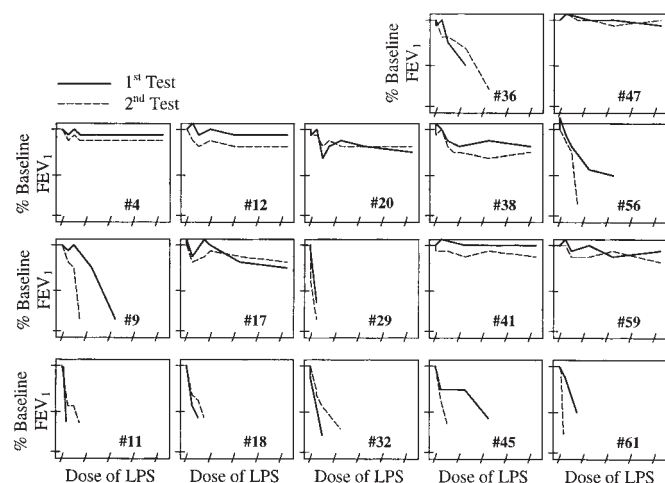 1st Test
2nd Test
% Baseline
FEV1
#36
#47
% Baseline
FEV1
#4
#12
#20
#38
#56
% Baseline
FEV1
#9
#17
#29
#41
#59
% Baseline
FEV1
#11
#18
#32
#45
#61
Dose of LPS
Dose of LPS
Dose of LPS
Dose of LPS
Dose of LPS